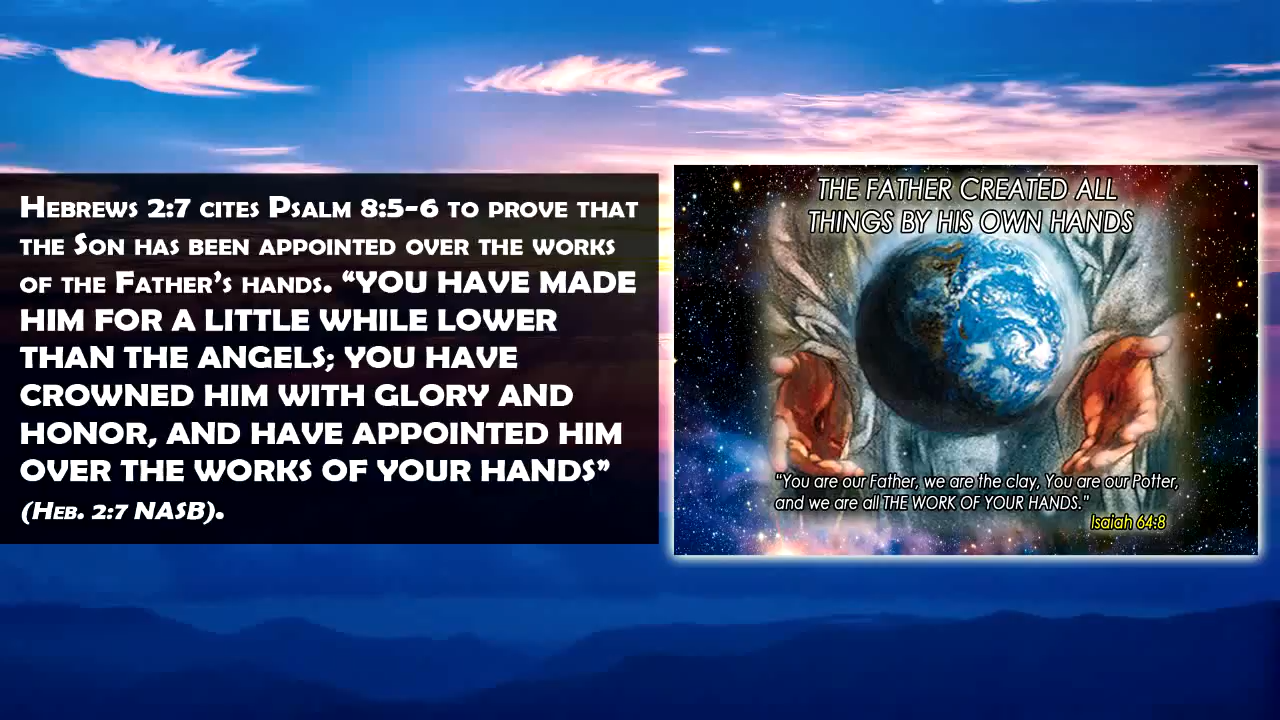 Hebrews 2:7 cites Psalm 8:5-6 to prove that
the Son has been appointed over the works
of the Father’s hands. “YOU HAVE MADE
HIM FOR A LITTLE WHILE LOWER
THAN THE ANGELS; YOU HAVE
CROWNED HIM WITH GLORY AND
HONOR, AND HAVE APPOINTED HIM
OVER THE WORKS OF YOUR HANDS”
(Heb. 2:7 NASB).
THE FATHER CREATED ALL
THINGS BY HIS OWN HANDS
"You are our Father, we are the clay, You are our Potter,
and we are all THE WORK OF YOUR HANDS."
Isaiah 64:8